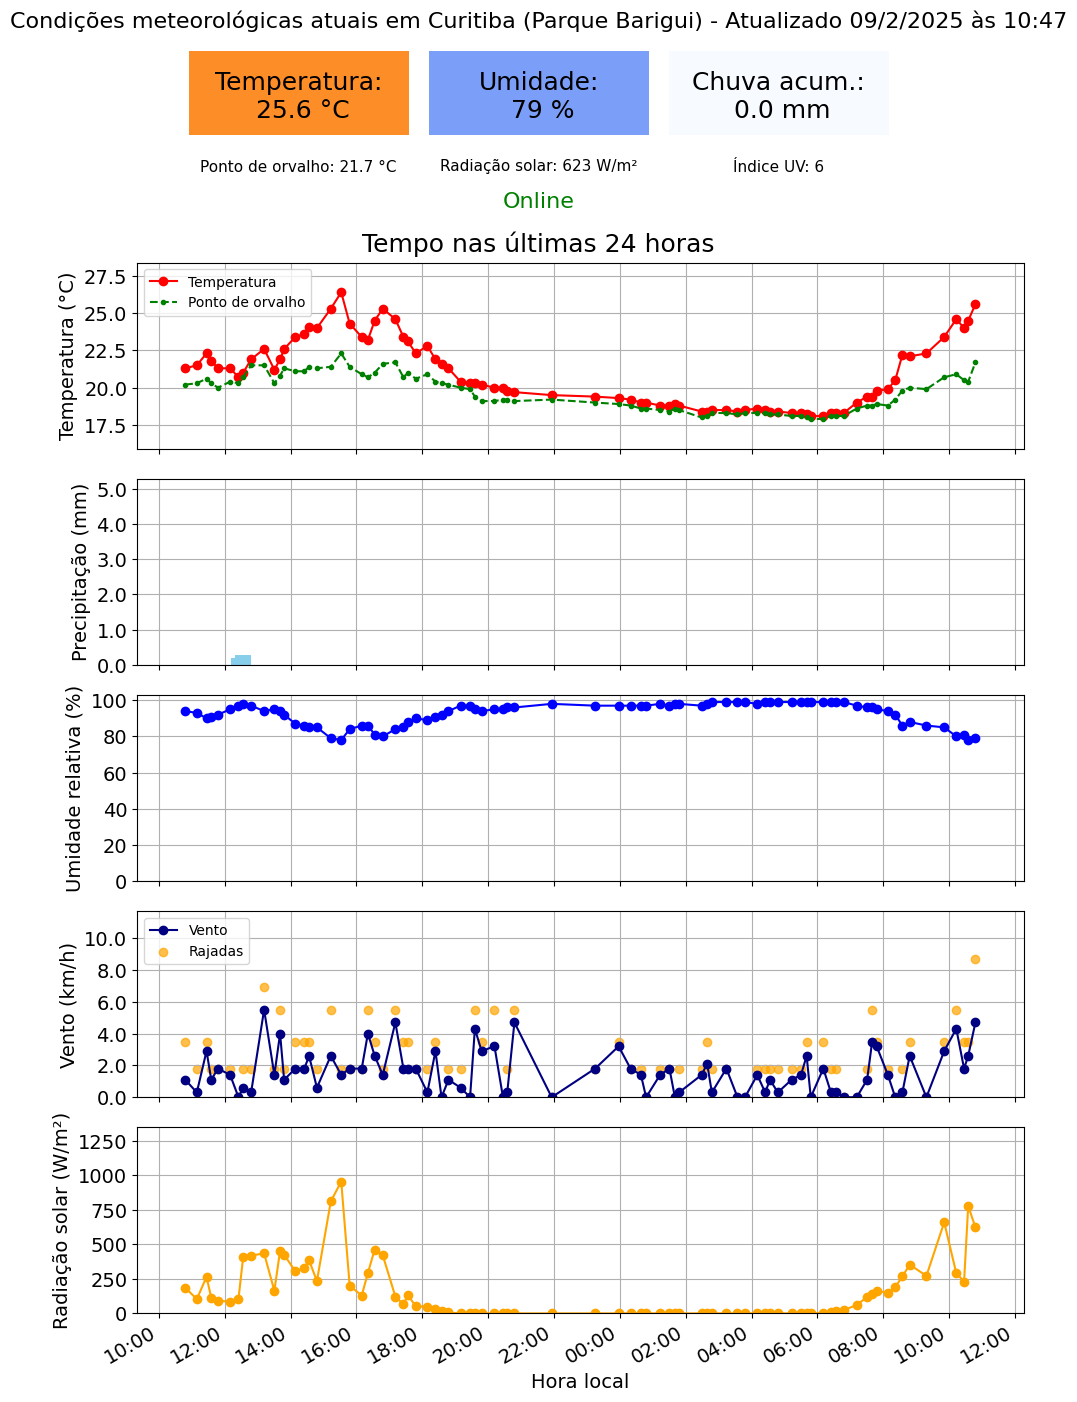 Condições meteorológicas atuais em Curitiba (Parque Barigui) - Atualizado 09/2/2025 às 10:47
Temperatura:
25.6 °C
Umidade:
79 %
Chuva acum.:
0.0 mm
Ponto de orvalho: 21.7 °C
Radiação solar: 623 W/m²
Índice UV: 6
Online
Tempo nas últimas 24 horas
Temperatura (°C)
27.5
25.0
22.5
20.0
17.5
Temperatura
Ponto de orvalho
Precipitação (mm)
5.0
4.0
3.0
2.0
1.0
0.0
Umidade relativa (%)
100
80
60
40
20
0
Vento (km/h)
10.0
8.0
6.0
4.0
2.0
0.0
Vento
Rajadas
Radiação solar (W/m²)
1250
1000
750
500
250
0
10:00
12:00
14:00
16:00
18:00
20:00
22:00
00:00
02:00
04:00
06:00
08:00
10:00
12:00
Hora local